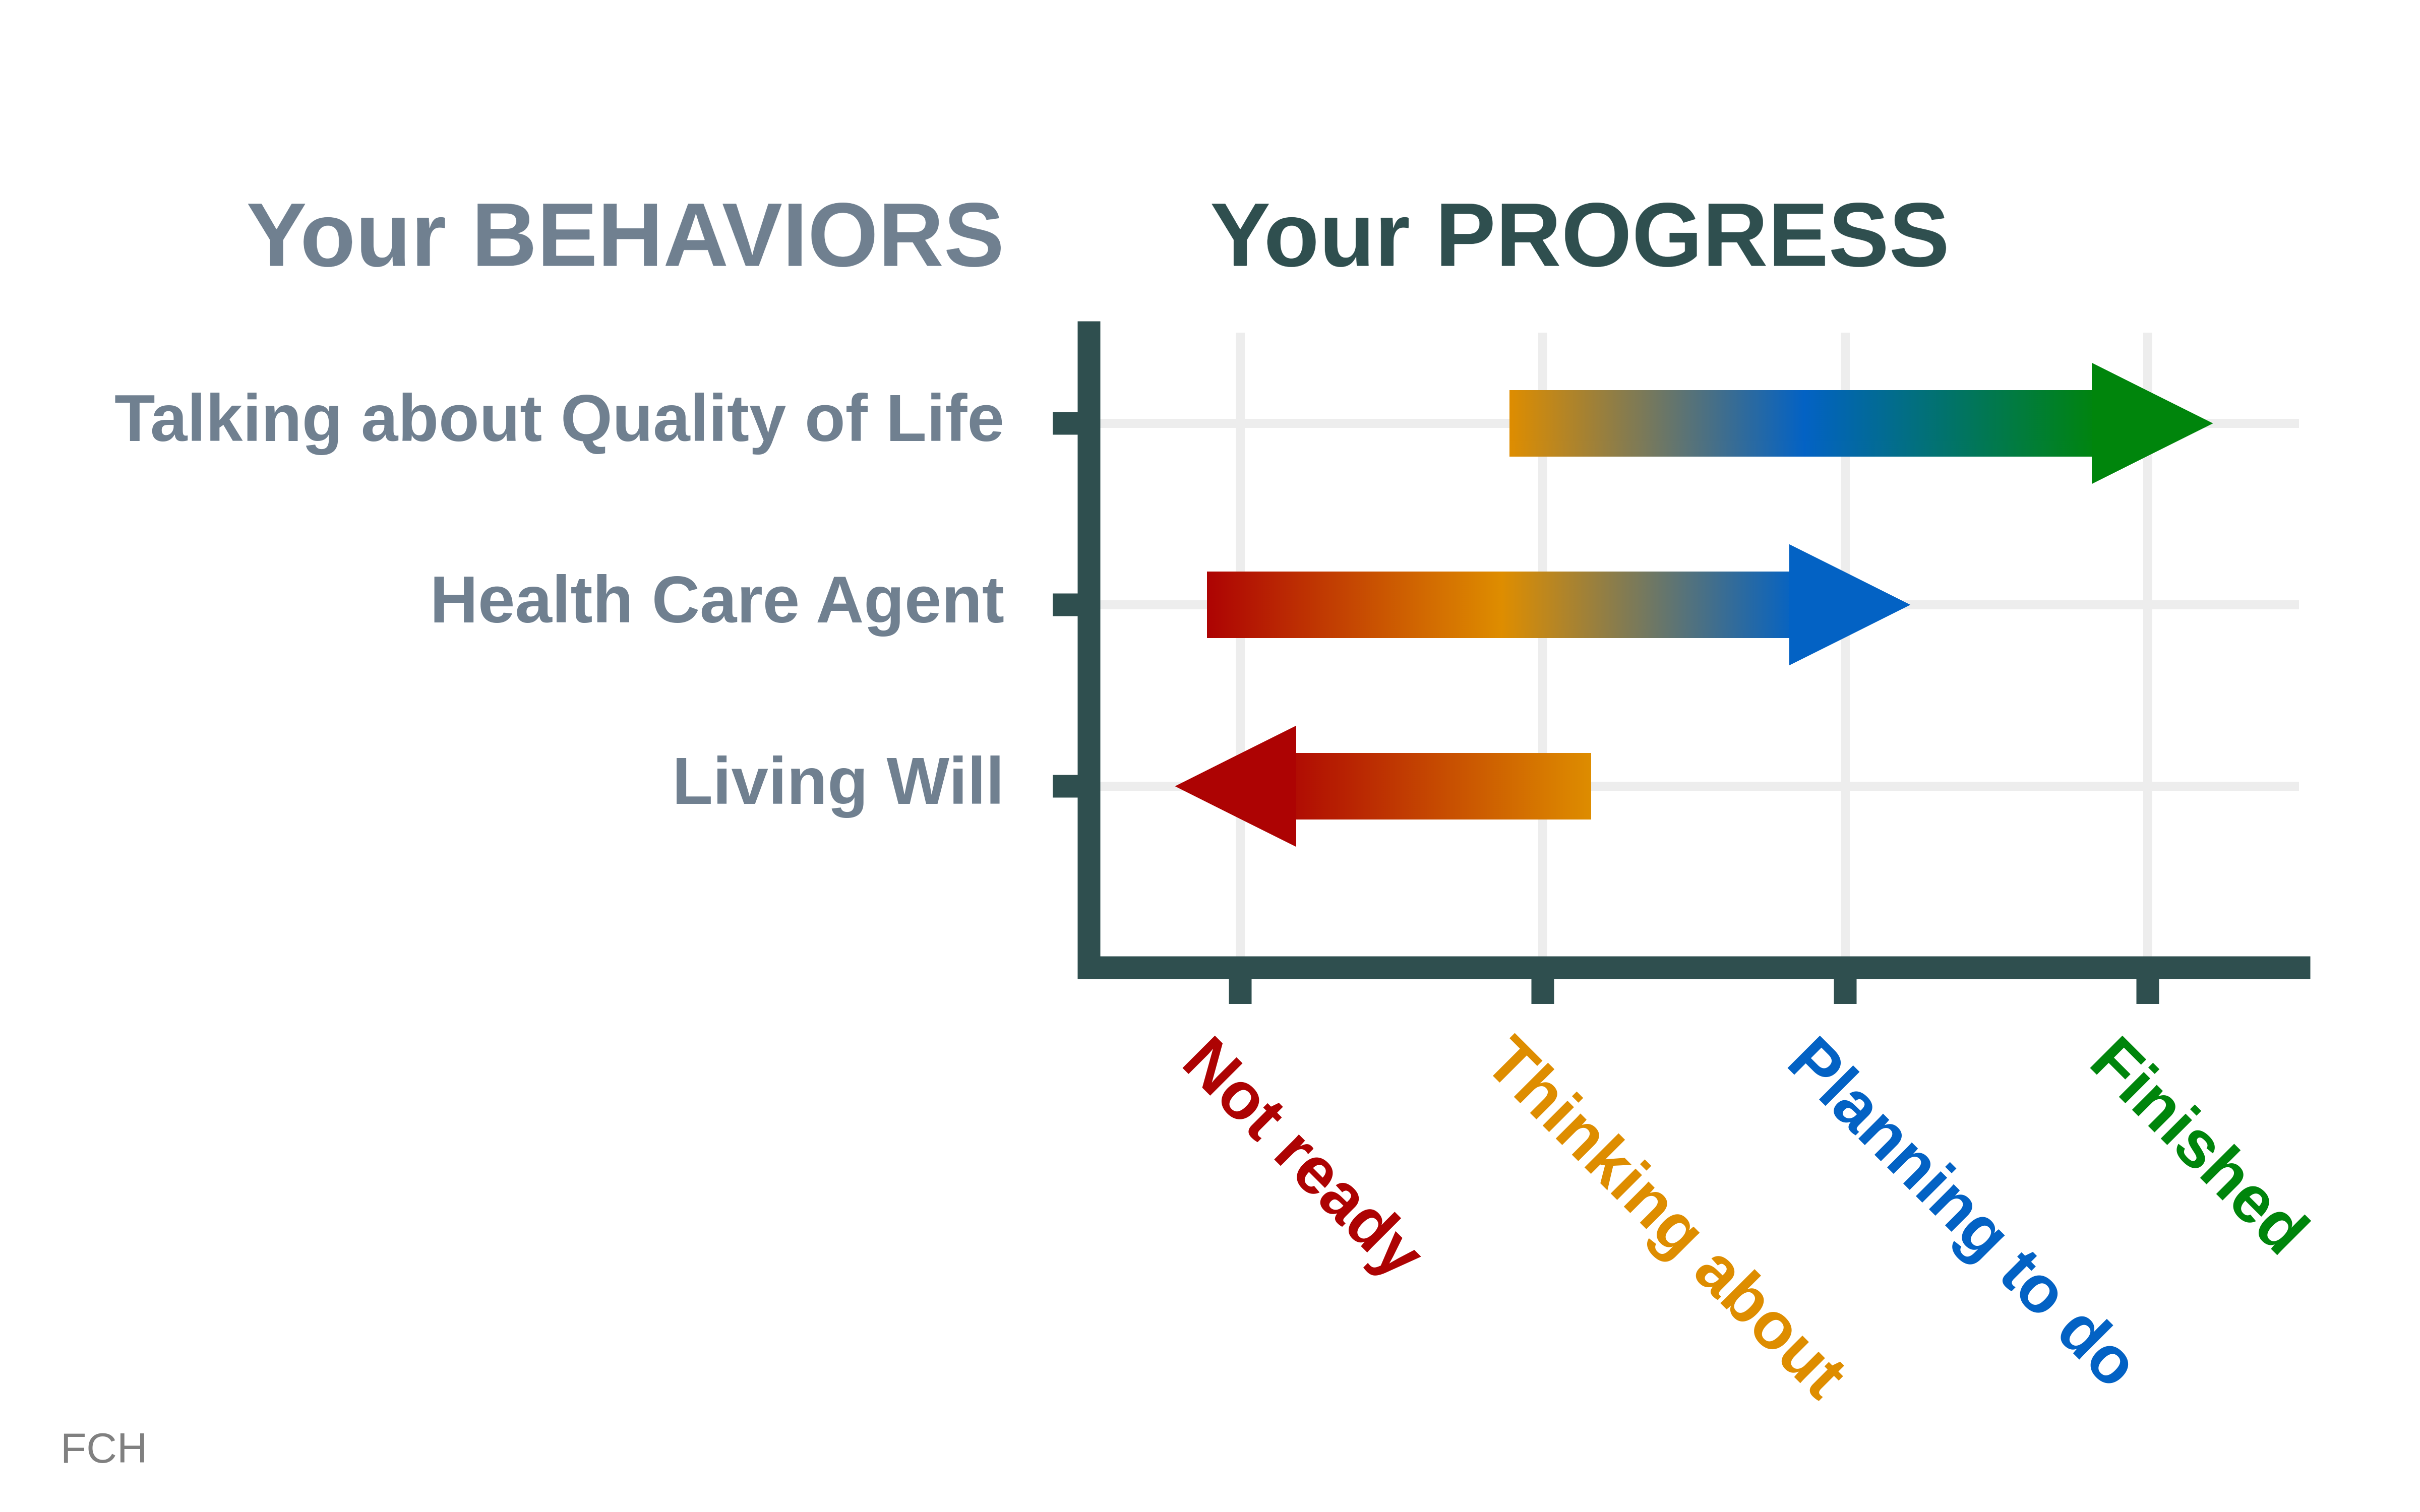 Your BEHAVIORS
Your PROGRESS
Talking about Quality of Life
Health Care Agent
Living Will
Not ready
Thinking about
Planning to do
Finished
FCH